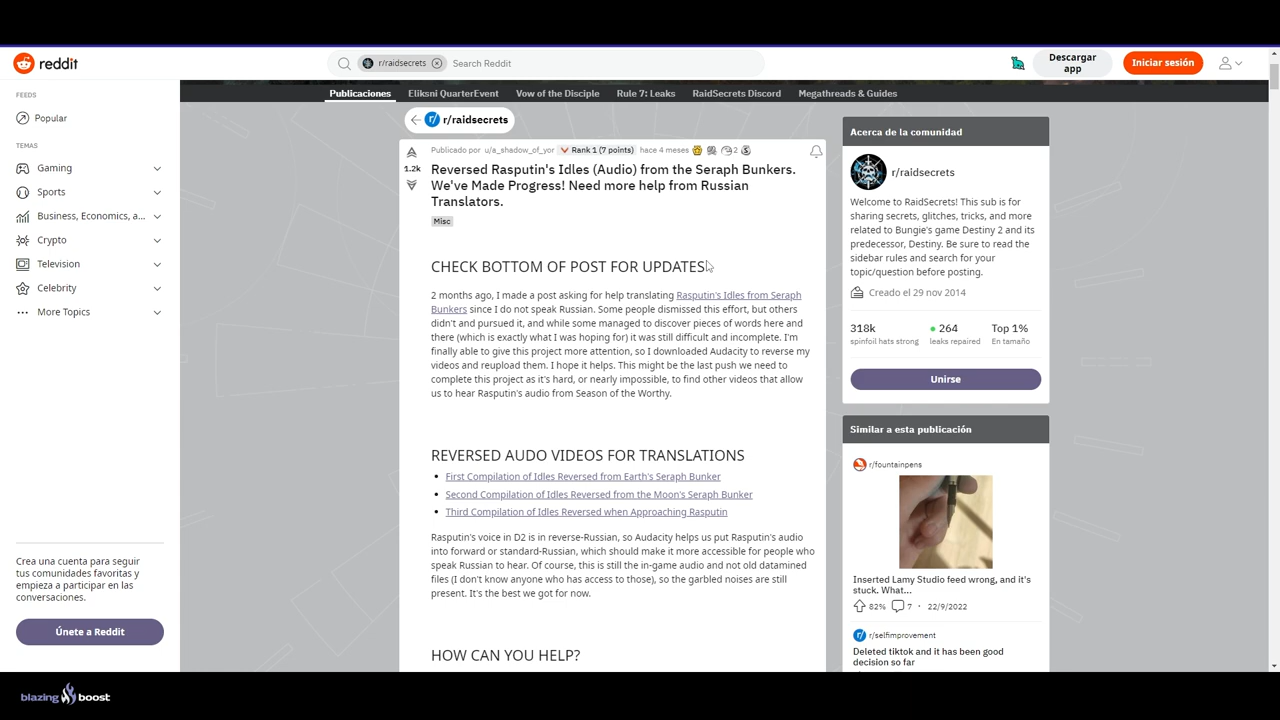 reddit
r/raidsecrets
Search Reddit
Descargar app
Iniciar sesión
FEEDS
Popular
TEMAS
Gaming
Sports
Business, Economics, a...
Crypto
Television
Celebrity
More Topics
Crea una cuenta para seguir
tus comunidades favoritas y
empieza a participar en las
conversaciones.
Únete a Reddit
Publicaciones
Eliksni QuarterEvent
Vow of the Disciple
Rule 7: Leaks
RaidSecrets Discord
Megathreads & Guides
r/raidsecrets
1.2k
Publicado por u/a_shadow_of_yor Rank 1 (7 points) hace 4 meses 2
Reversed Rasputin's Idles (Audio) from the Seraph Bunkers.
We've Made Progress! Need more help from Russian
Translators.
Misc
CHECK BOTTOM OF POST FOR UPDATES
2 months ago, I made a post asking for help translating Rasputin's Idles from Seraph
Bunkers since I do not speak Russian. Some people dismissed this effort, but others
didn't and pursued it, and while some managed to discover pieces of words here and
there (which is exactly what I was hoping for) it was still difficult and incomplete. I'm
finally able to give this project more attention, so I downloaded Audacity to reverse my
videos and reupload them. I hope it helps. This might be the last push we need to
complete this project as it's hard, or nearly impossible, to find other videos that allow
us to hear Rasputin's audio from Season of the Worthy.
REVERSED AUDO VIDEOS FOR TRANSLATIONS
• First Compilation of Idles Reversed from Earth's Seraph Bunker
• Second Compilation of Idles Reversed from the Moon's Seraph Bunker
• Third Compilation of Idles Reversed when Approaching Rasputin
Rasputin's voice in D2 is in reverse-Russian, so Audacity helps us put Rasputin's audio
into forward or standard-Russian, which should make it more accessible for people who
speak Russian to hear. Of course, this is still the in-game audio and not old datamined
files (I don't know anyone who has access to those), so the garbled noises are still
present. It's the best we got for now.
HOW CAN YOU HELP?
Acerca de la comunidad
r/raidsecrets
Welcome to RaidSecrets! This sub is for
sharing secrets, glitches, tricks, and more
related to Bungie's game Destiny 2 and its
predecessor, Destiny. Be sure to read the
sidebar rules and search for your
topic/question before posting.
Creado el 29 nov 2014
318k
264
Top 1%
spinfoil hats strong
leaks repaired
En tamaño
Unirse
Similar a esta publicación
r/fountainpens
Inserted Lamy Studio feed wrong, and it's
stuck. What...
82% 7 · 22/9/2022
r/selfimprovement
Deleted tiktok and it has been good
decision so far
blazing boost